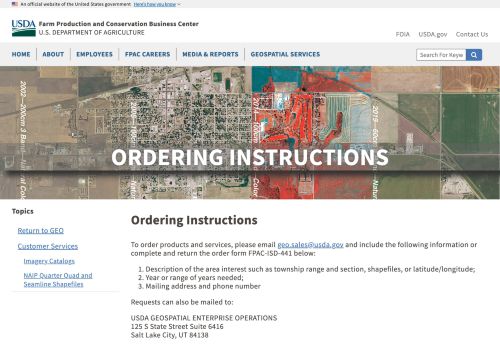 An official website of the United States government Here's how you know
USDA Farm Production and Conservation Business Center
U.S. DEPARTMENT OF AGRICULTURE
FOIA USDA.gov Contact Us
HOME ABOUT EMPLOYEES FPAC CAREERS MEDIA & REPORTS GEOSPATIAL SERVICES
Search For Keyw
ORDERING INSTRUCTIONS
Topics
Return to GEO
Customer Services
Imagery Catalogs
NAIP Quarter Quad and
Seamline Shapefiles
Ordering Instructions
To order products and services, please email geo.sales@usda.gov and include the following information or
complete and return the order form FPAC-ISD-441 below:
1. Description of the area interest such as township range and section, shapefiles, or latitude/longitude;
2. Year or range of years needed;
3. Mailing address and phone number
Requests can also be mailed to:
USDA GEOSPATIAL ENTERPRISE OPERATIONS
125 S State Street Suite 6416
Salt Lake City, UT 84138